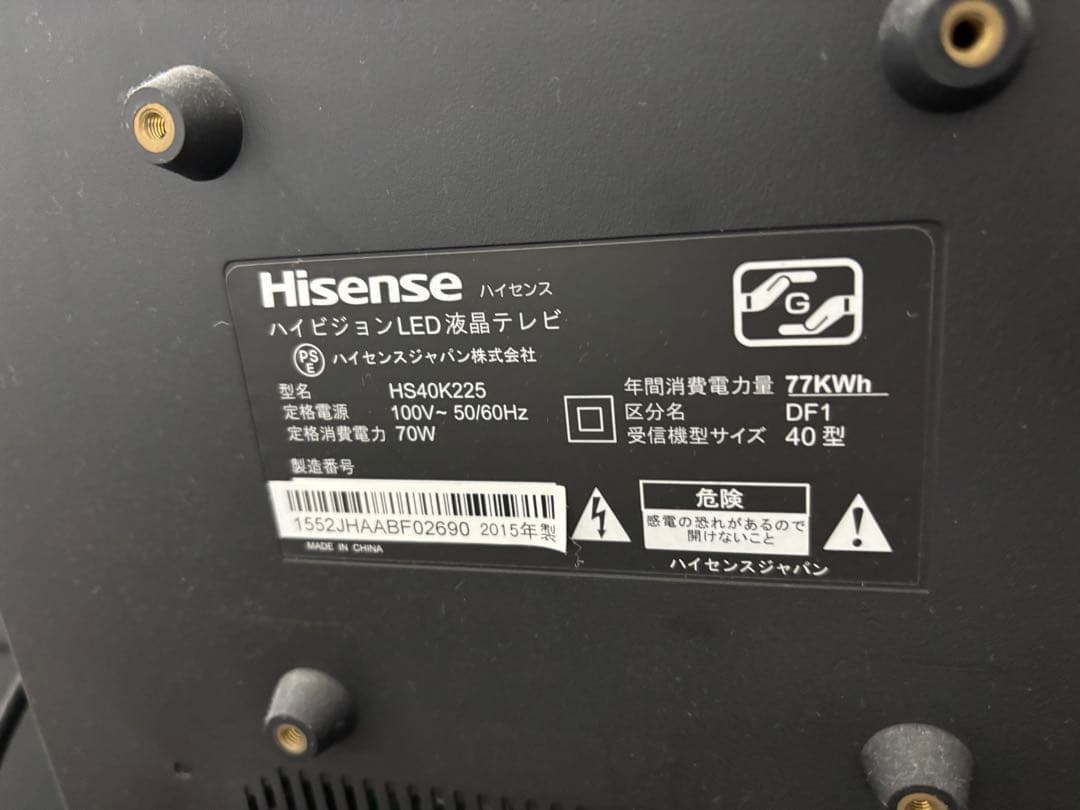 Hisense ハイセンス
ハイビジョンLED液晶テレビ
PS E ハイセンスジャパン株式会社
型名 HS40K225
定格電源 100V~ 50/60Hz
定格消費電力 70W
製造番号
1552JHAABF02690 2015年製
MADE IN CHINA
G
年間消費電力量 77KWh
区分名 DF1
受信機型サイズ 40型
危険
感電の恐れがあるので
開けないこと
ハイセンスジャパン